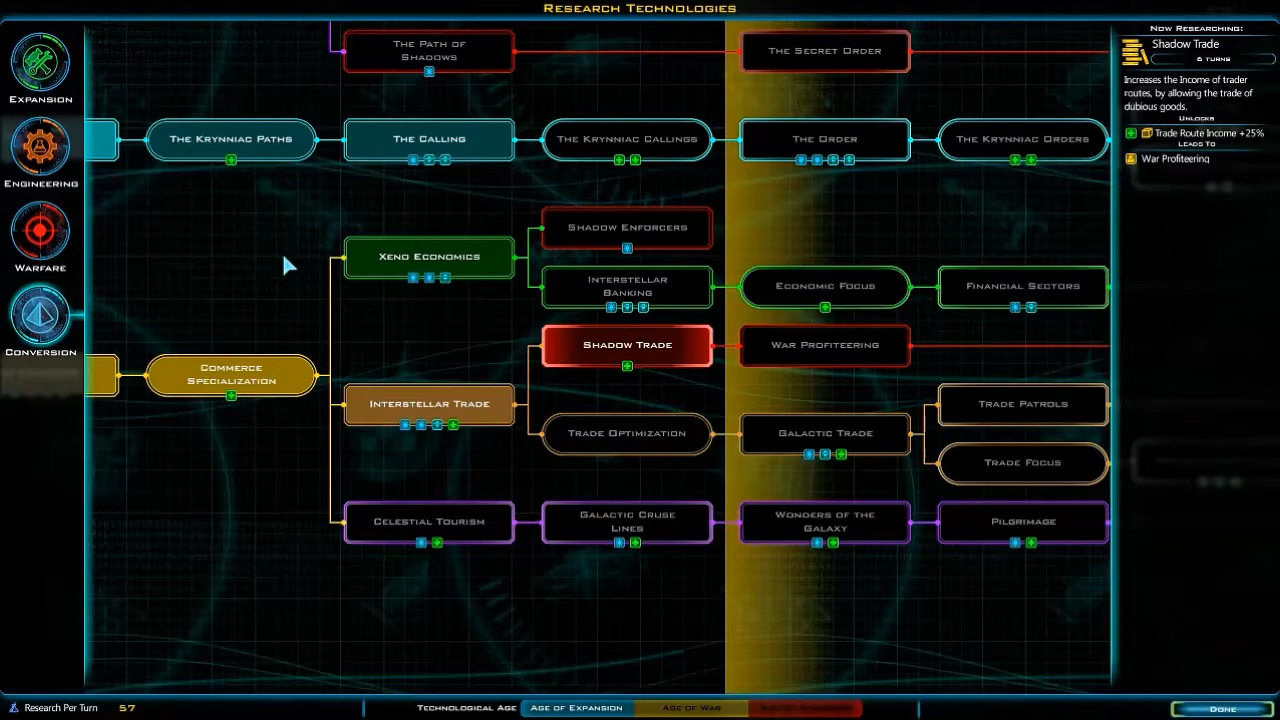 Research Technologies
Expansion
Engineering
Warfare
Conversion
The Path of
Shadows
The Secret Order
The Krynniac Paths
The Calling
The Krynniac Callings
The Order
The Krynniac Orders
Xeno Economics
Shadow Enforcers
Interstellar
Banking
Economic Focus
Financial Sectors
Shadow Trade
War Profiteering
Commerce
Specialization
Interstellar Trade
Trade Optimization
Galactic Trade
Trade Patrols
Trade Focus
Celestial Tourism
Galactic Cruse
Lines
Wonders of the
Galaxy
Pilgrimage
Now Researching:
Shadow Trade
6 turns
Increases the Income of trader
routes, by allowing the trade of
dubious goods.
Unlocks
Trade Route Income +25%
Leads To
War Profiteering
Research Per Turn 57
Technological Age
Age of Expansion
Age of War
Done